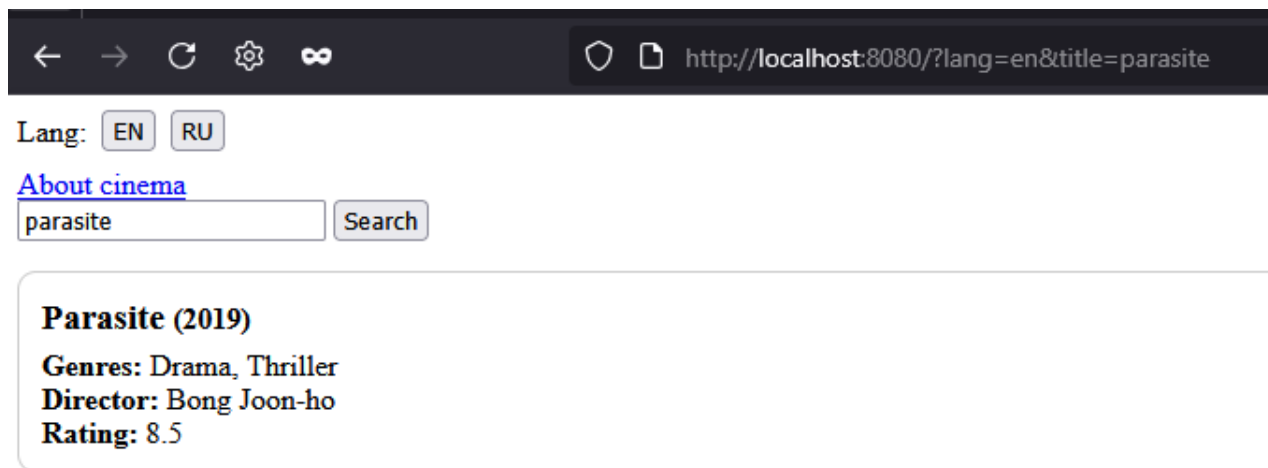 http://localhost:8080/?lang=en&title=parasite
Lang: EN RU
About cinema
parasite Search
Parasite (2019)
Genres: Drama, Thriller
Director: Bong Joon-ho
Rating: 8.5